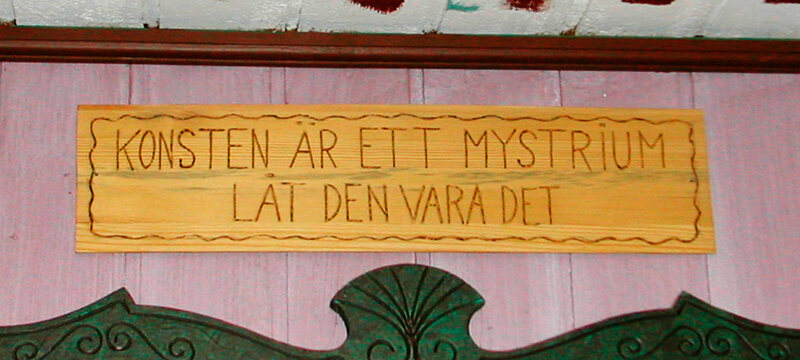 KONSTEN ÄR ETT MYSTRIUM
LÅT DEN VARA DET